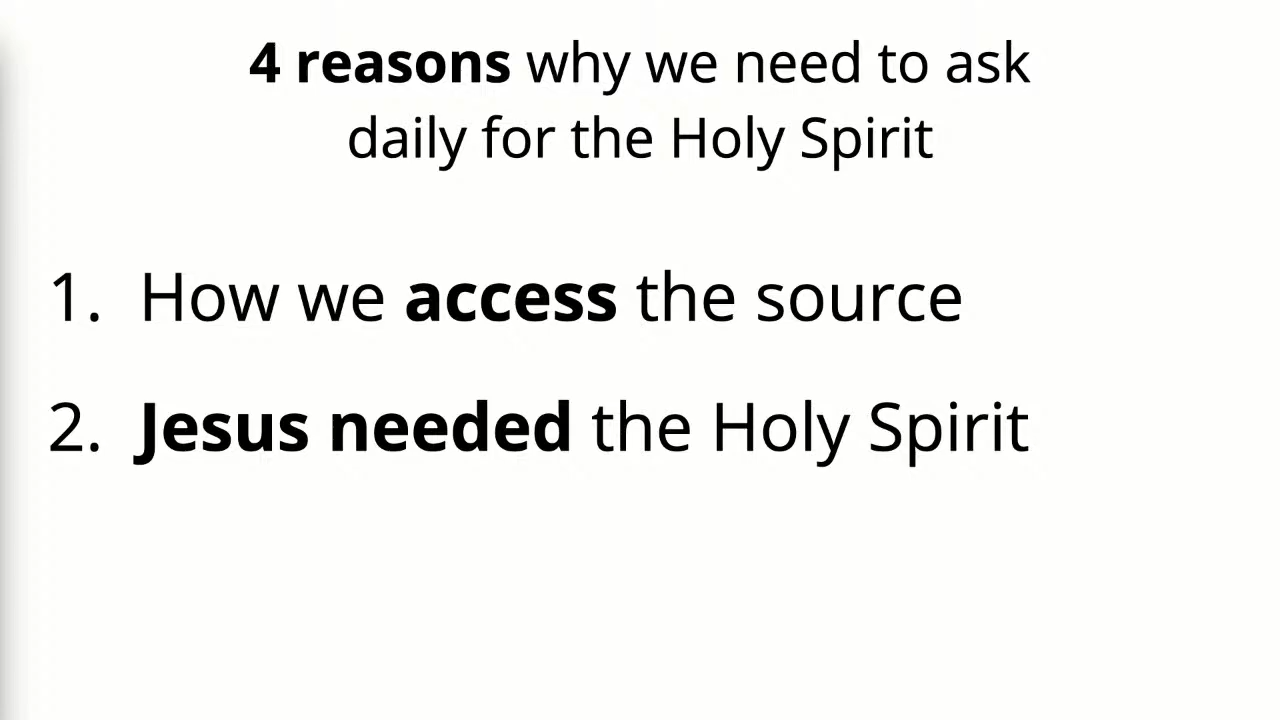 4 reasons why we need to ask
daily for the Holy Spirit
1. How we access the source
2. Jesus needed the Holy Spirit